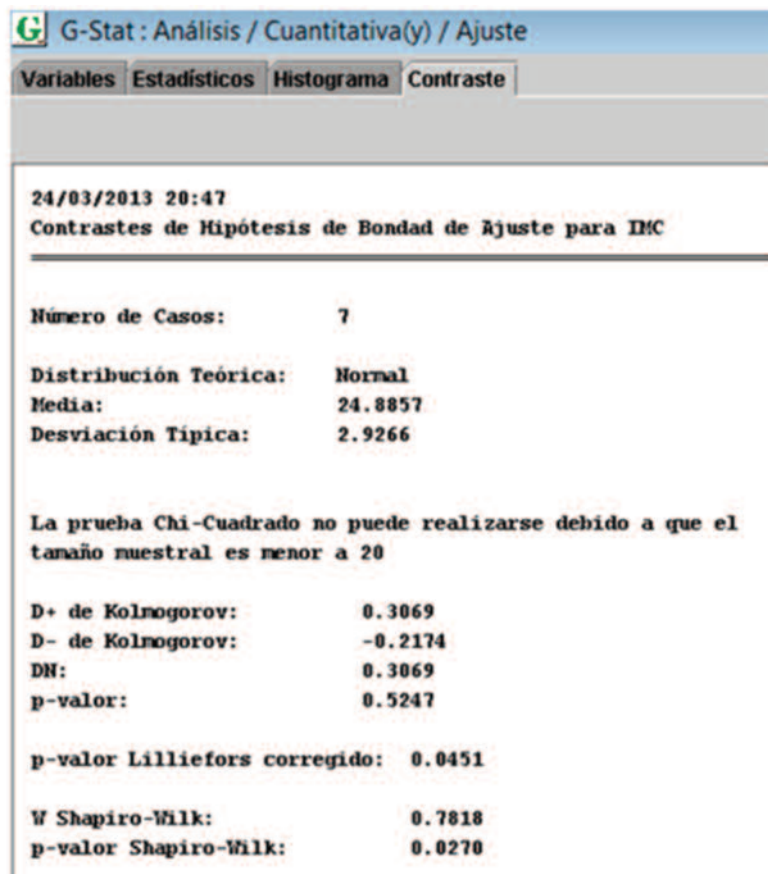 G G-Stat : Análisis / Cuantitativa(y) / Ajuste
Variables Estadísticos Histograma Contraste
24/03/2013 20:47
Contrastes de Hipótesis de Bondad de Ajuste para IMC
Número de Casos: 7
Distribución Teórica: Normal
Media: 24.8857
Desviación Típica: 2.9266
La prueba Chi-Cuadrado no puede realizarse debido a que el
tamaño muestral es menor a 20
D+ de Kolmogorov: 0.3069
D- de Kolmogorov: -0.2174
DN: 0.3069
p-valor: 0.5247
p-valor Lilliefors corregido: 0.0451
W Shapiro-Wilk: 0.7818
p-valor Shapiro-Wilk: 0.0270